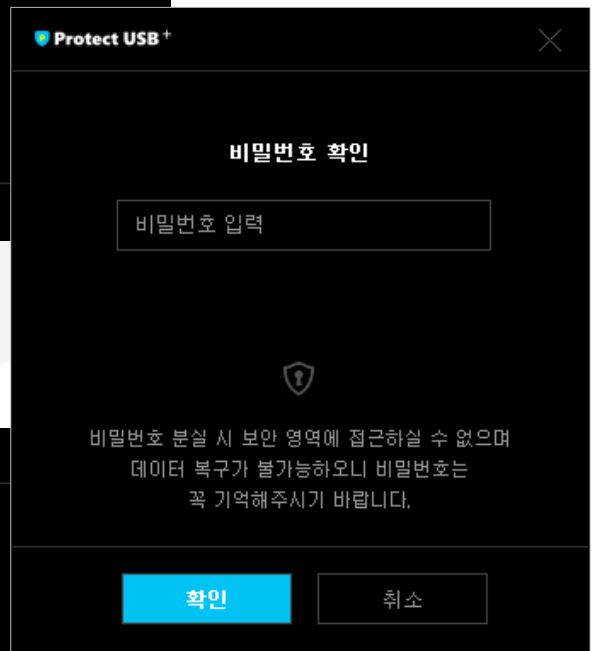 Protect USB+
비밀번호 확인
비밀번호 입력
비밀번호 분실 시 보안 영역에 접근하실 수 없으며
데이터 복구가 불가능하오니 비밀번호는
꼭 기억해주시기 바랍니다.
확인 취소